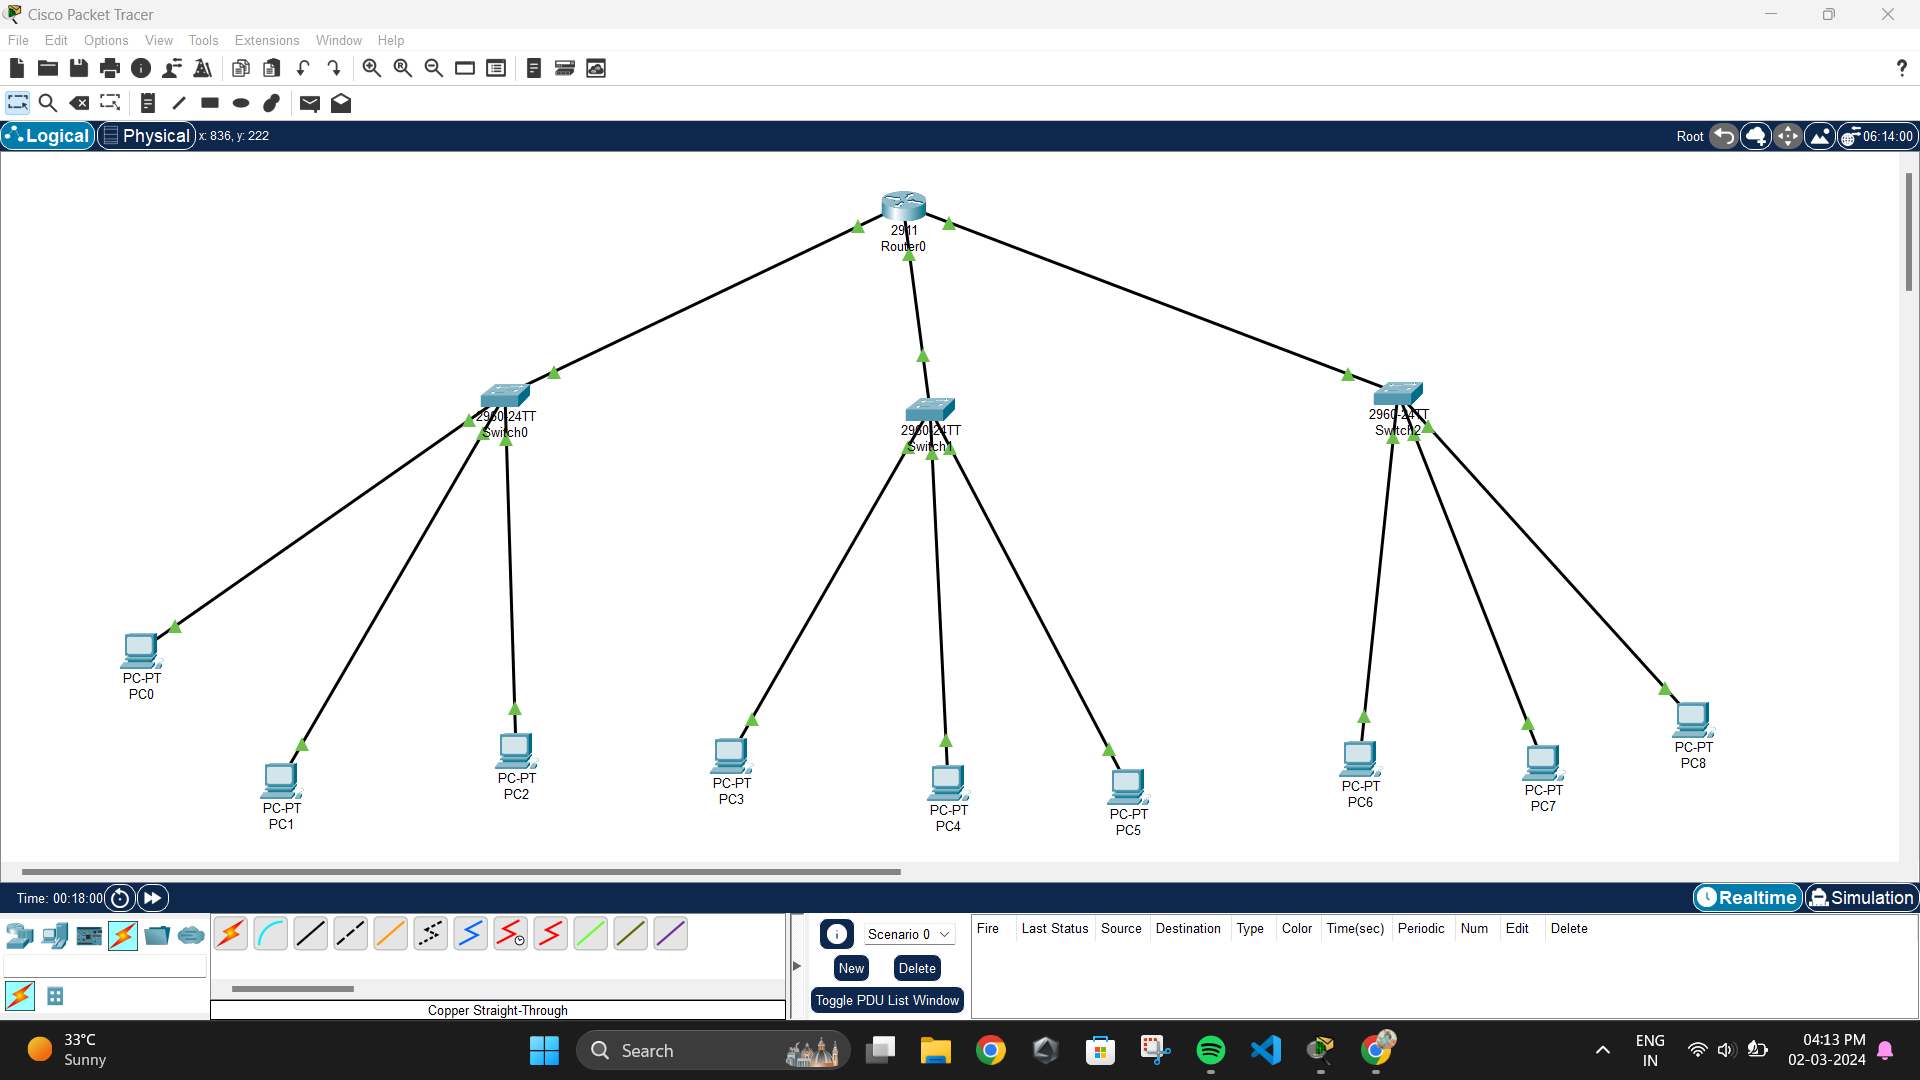 Cisco Packet Tracer
File Edit Options View Tools Extensions Window Help
?
Logical Physical x: 836, y: 222 Root 06:14:00
2911
Router0
2960-24TT
Switch0
2960-24TT
Switch1
2960-24TT
Switch2
PC-PT
PC0
PC-PT
PC1
PC-PT
PC2
PC-PT
PC3
PC-PT
PC4
PC-PT
PC5
PC-PT
PC6
PC-PT
PC7
PC-PT
PC8
Time: 00:18:00 Realtime Simulation
Scenario 0
New Delete
Toggle PDU List Window
Fire Last Status Source Destination Type Color Time(sec) Periodic Num Edit Delete
Copper Straight-Through
33°C
Sunny
Search
ENG
IN
04:13 PM
02-03-2024